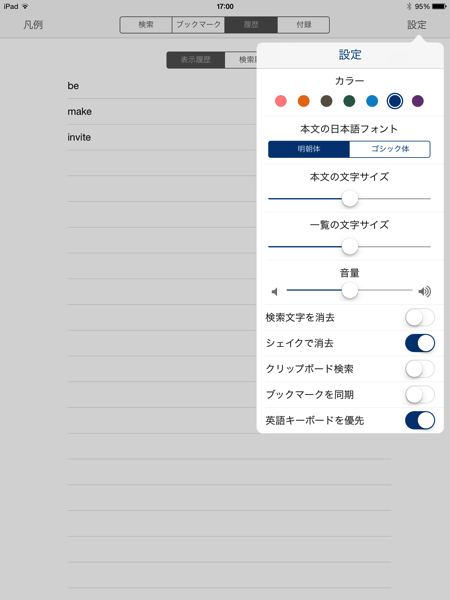 iPad 17:00 95%
凡例 検索 ブックマーク 履歴 付録 設定
表示履歴
be
make
invite
設定
カラー
本文の日本語フォント
明朝体 ゴシック体
本文の文字サイズ
一覧の文字サイズ
音量
検索文字を消去
シェイクで消去
クリップボード検索
ブックマークを同期
英語キーボードを優先